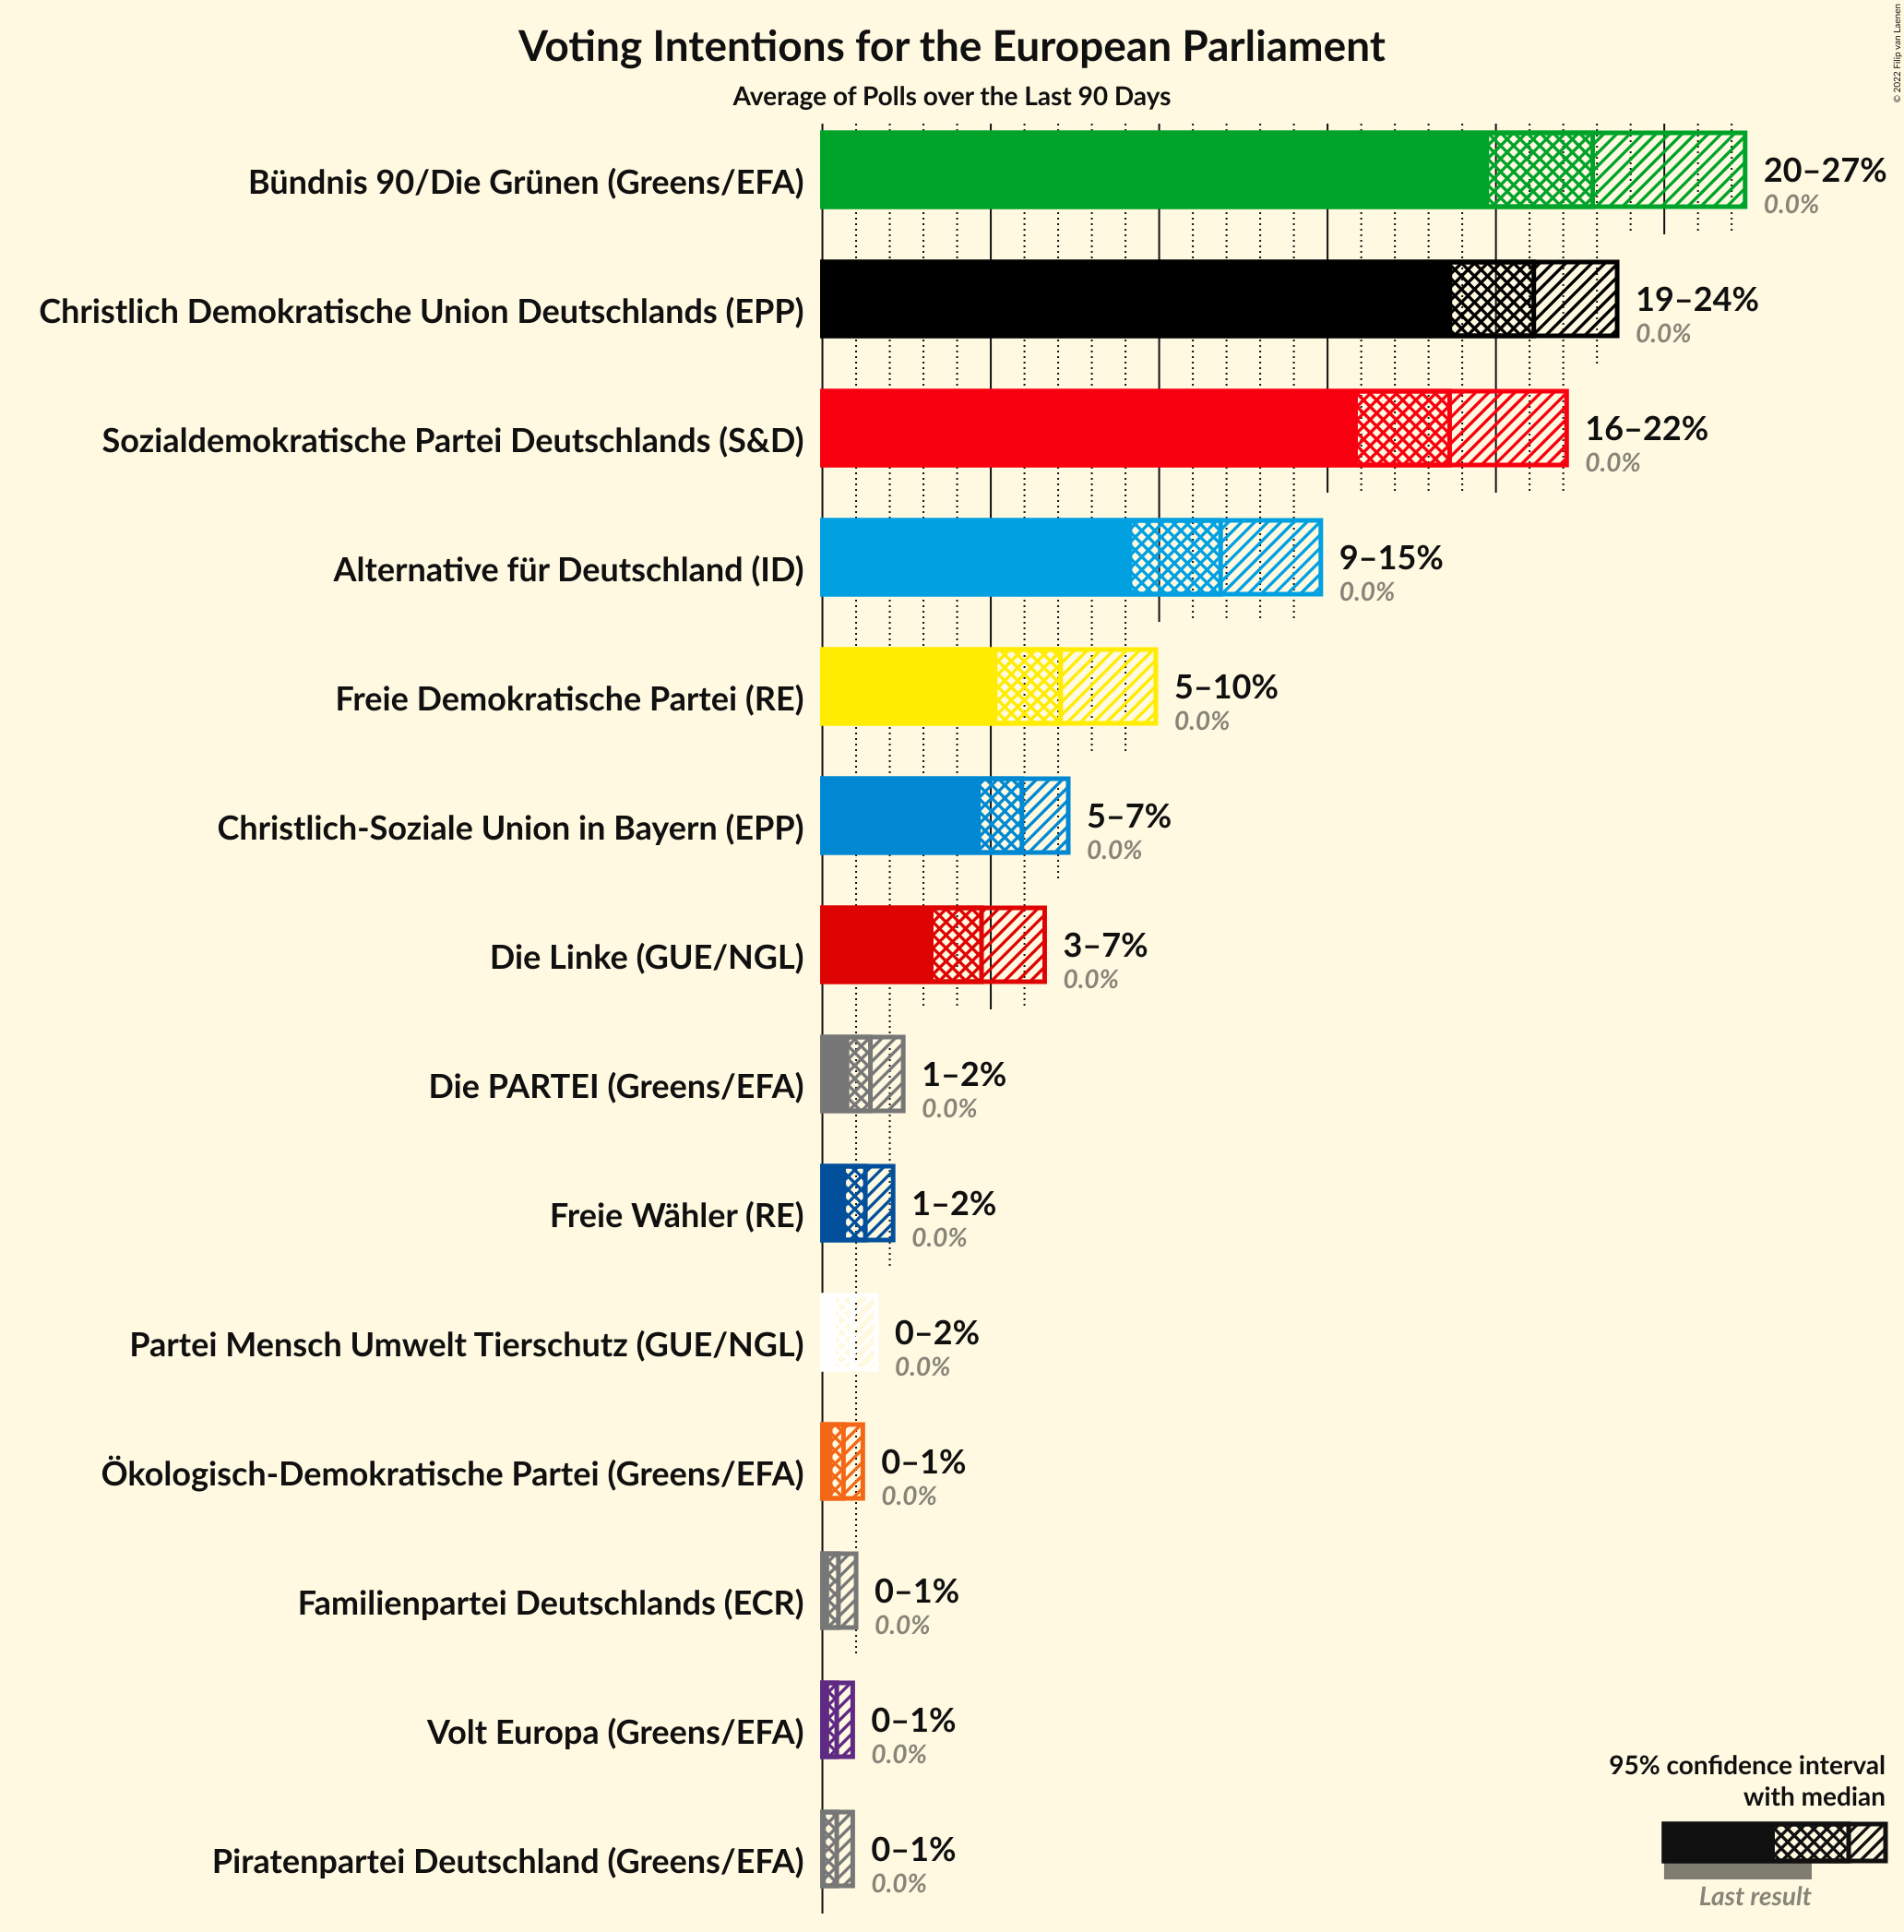 Voting Intentions for the European Parliament
Average of Polls over the Last 90 Days
© 2022 Filip van Laenen
Bündnis 90/Die Grünen (Greens/EFA)
20–27%
0.0%
Christlich Demokratische Union Deutschlands (EPP)
19–24%
0.0%
Sozialdemokratische Partei Deutschlands (S&D)
16–22%
0.0%
Alternative für Deutschland (ID)
9–15%
0.0%
Freie Demokratische Partei (RE)
5–10%
0.0%
Christlich-Soziale Union in Bayern (EPP)
5–7%
0.0%
Die Linke (GUE/NGL)
3–7%
0.0%
Die PARTEI (Greens/EFA)
1–2%
0.0%
Freie Wähler (RE)
1–2%
0.0%
Partei Mensch Umwelt Tierschutz (GUE/NGL)
0–2%
0.0%
Ökologisch-Demokratische Partei (Greens/EFA)
0–1%
0.0%
Familienpartei Deutschlands (ECR)
0–1%
0.0%
Volt Europa (Greens/EFA)
0–1%
0.0%
Piratenpartei Deutschland (Greens/EFA)
0–1%
0.0%
95% confidence interval
with median
Last result